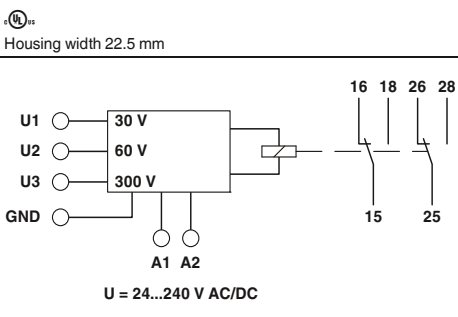 c UL us
Housing width 22.5 mm
16 18 26 28
U1 30 V
U2 60 V
U3 300 V
GND
15 25
A1 A2
U = 24...240 V AC/DC